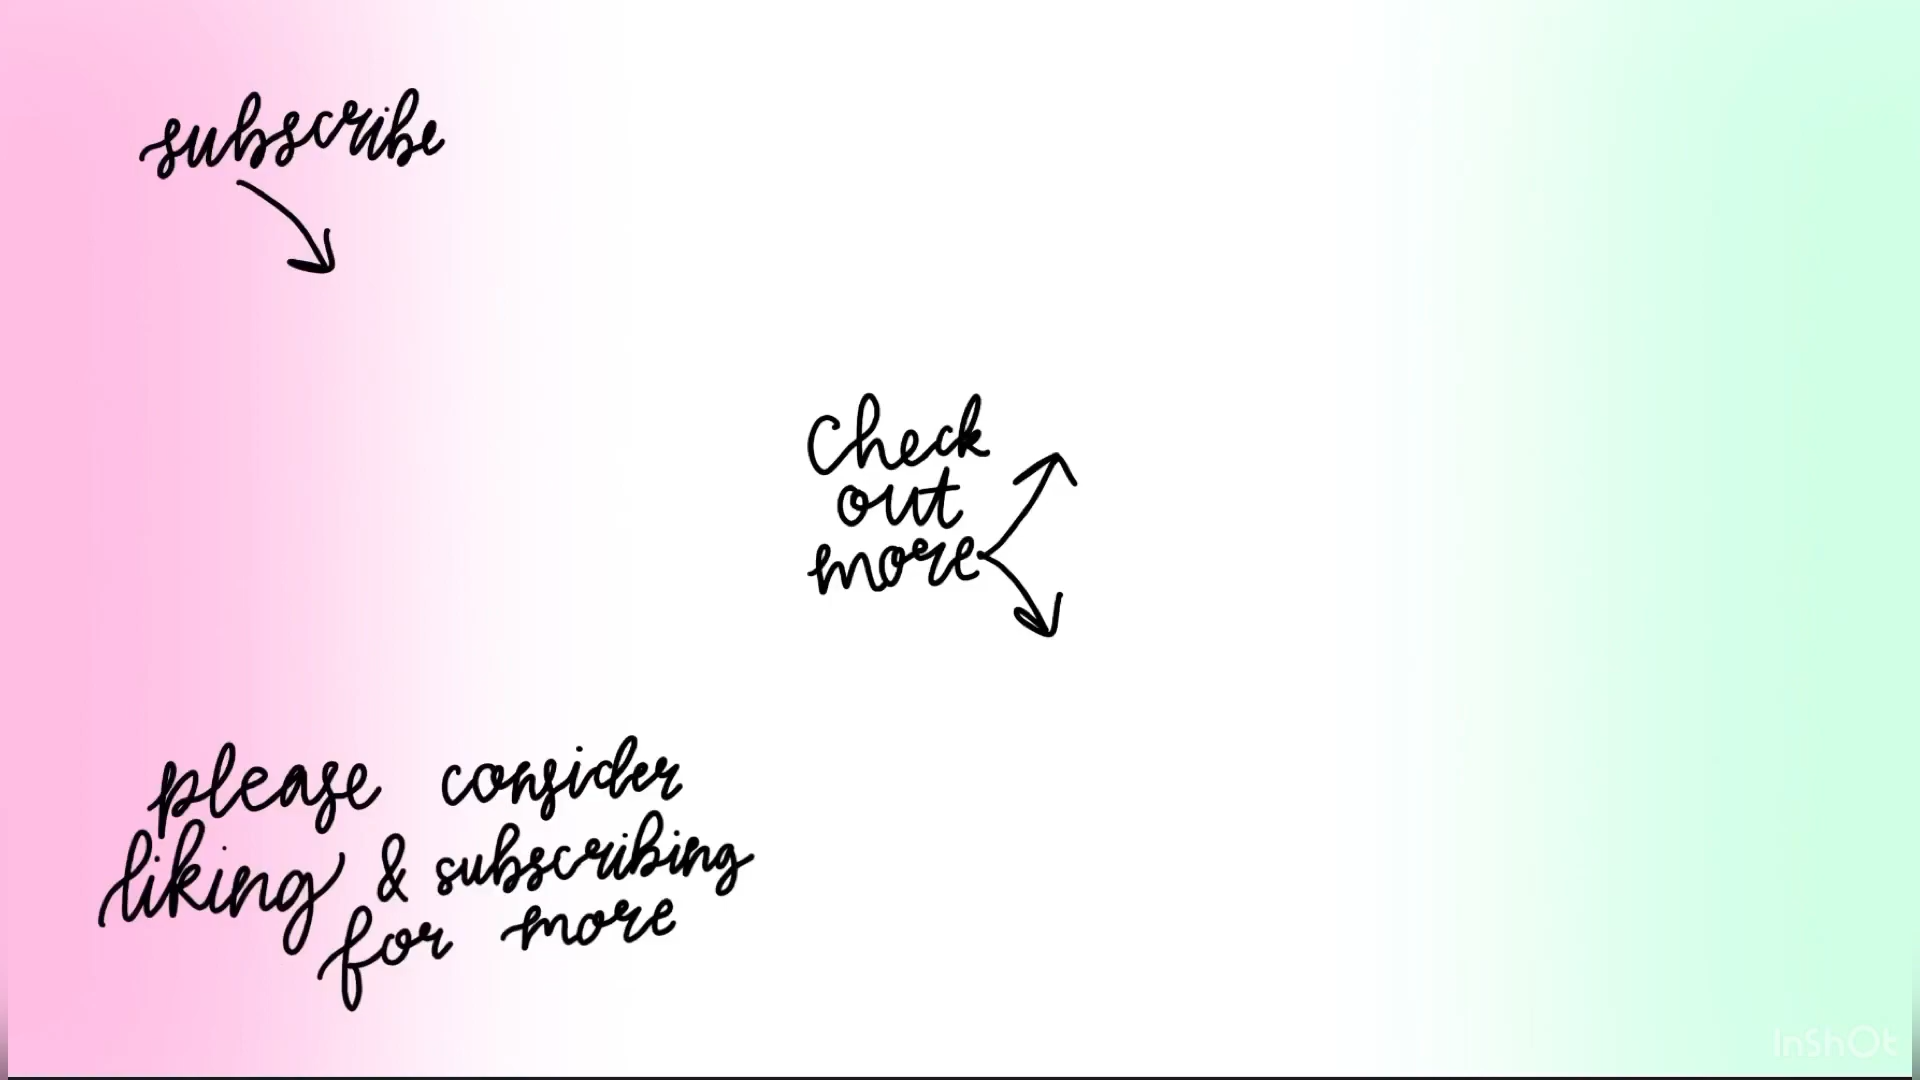 subscribe
Check
out
more
please consider
liking & subscribing
for more
InShOt